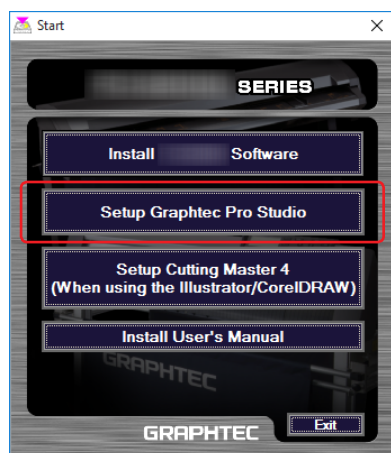 Start
SERIES
Install Software
Setup Graphtec Pro Studio
Setup Cutting Master 4
(When using the Illustrator/CorelDRAW)
Install User's Manual
GRAPHTEC
Exit
GRAPHTEC